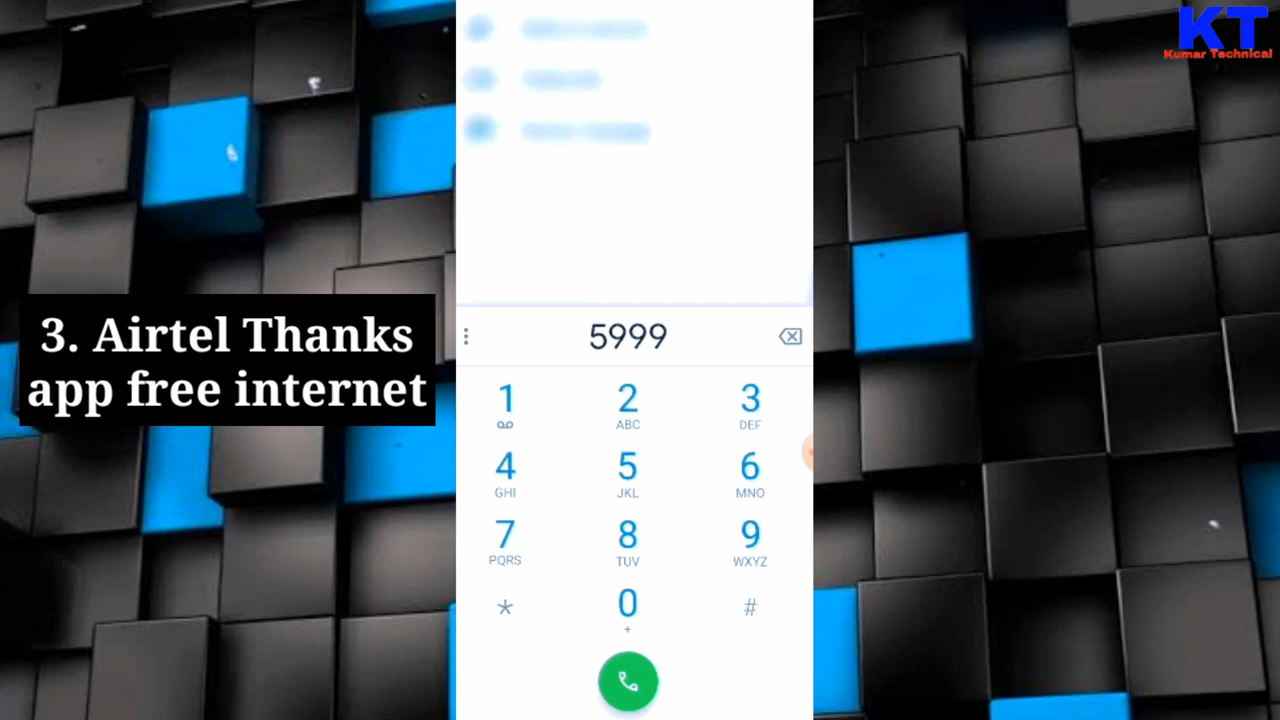 KT
Kumar Technical
3. Airtel Thanks
app free internet
5999
1 2 3
ABC DEF
4 5 6
GHI JKL MNO
7 8 9
PQRS TUV WXYZ
* 0 #
+